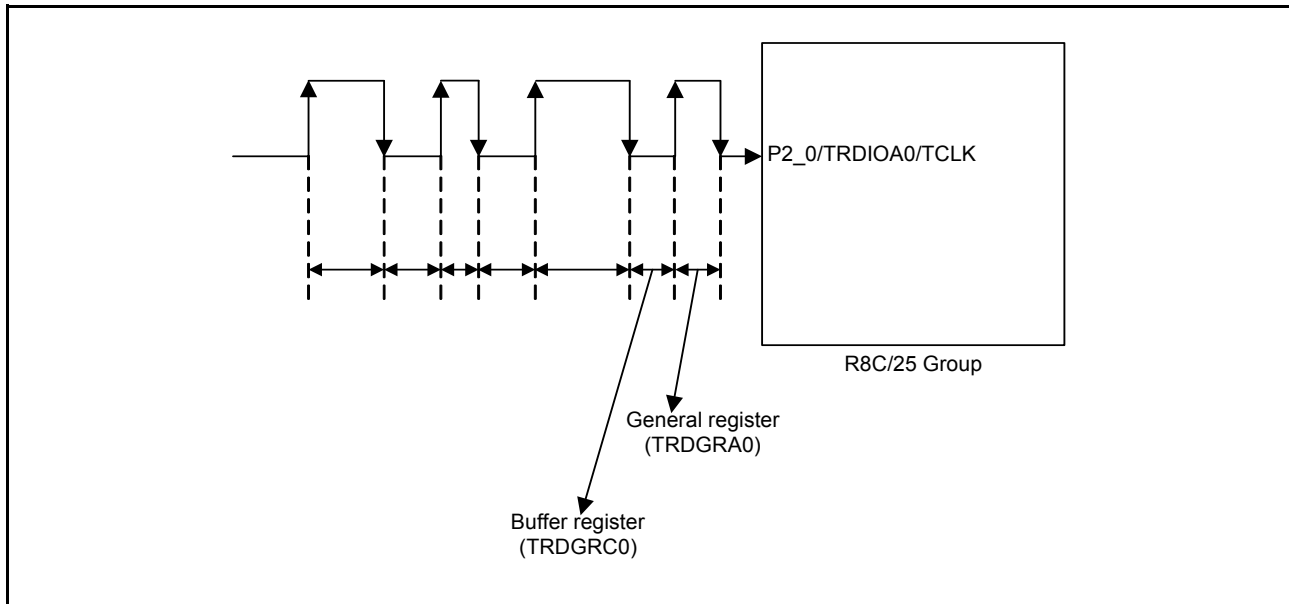 P2_0/TRDIOA0/TCLK
R8C/25 Group
General register
(TRDGRA0)
Buffer register
(TRDGRC0)